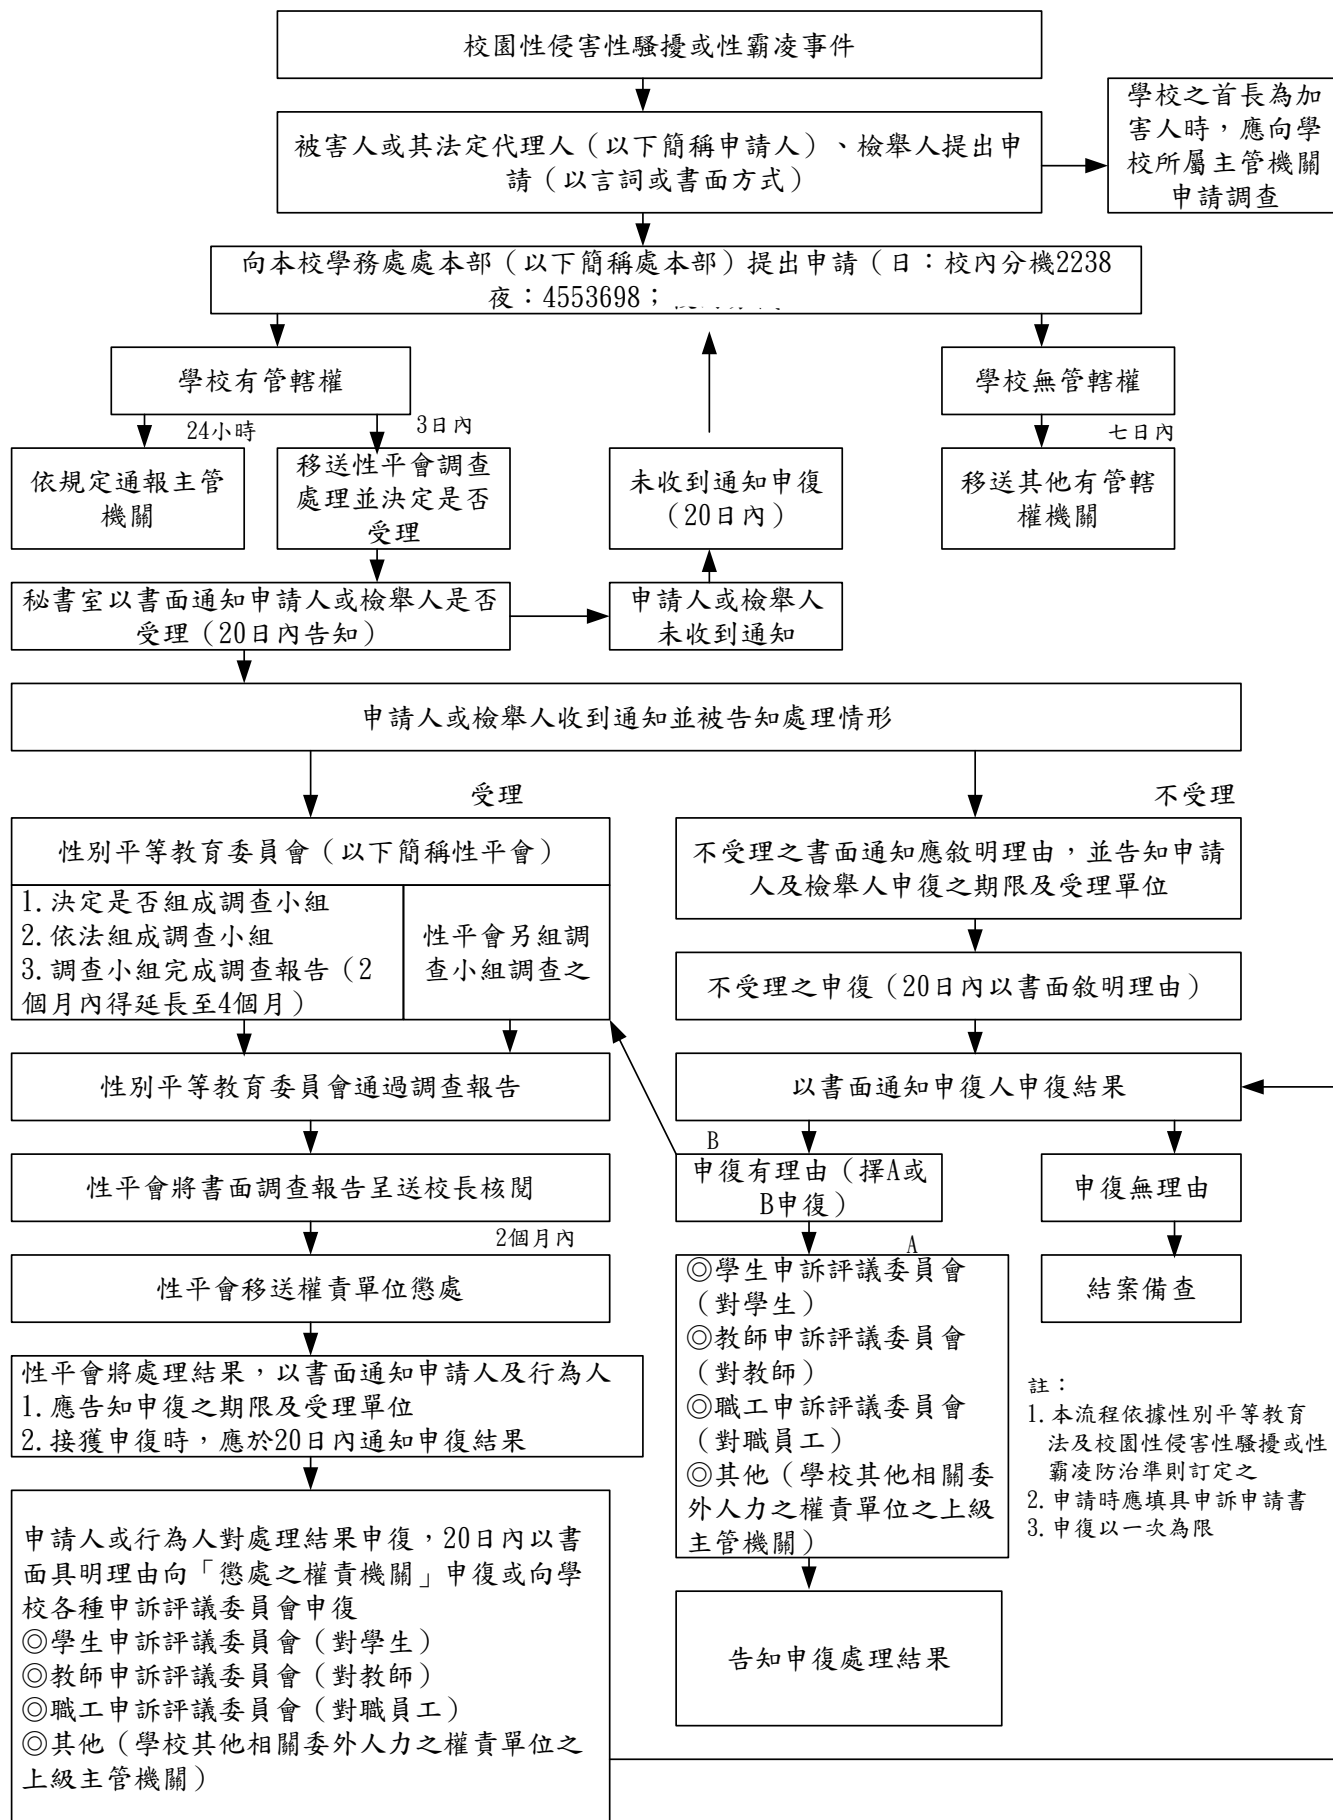 校園性侵害性騷擾或性霸凌事件
被害人或其法定代理人（以下簡稱申請人）、檢舉人提出申
請（以言詞或書面方式）
學校之首長為加
害人時，應向學
校所屬主管機關
申請調查
向本校學務處處本部（以下簡稱處本部）提出申請（日：校內分機2238
夜：4553698；
學校有管轄權
學校無管轄權
24小時
3日內
七日內
依規定通報主管
機關
移送性平會調查
處理並決定是否
受理
未收到通知申復
（20日內）
移送其他有管轄
權機關
秘書室以書面通知申請人或檢舉人是否
受理（20日內告知）
申請人或檢舉人
未收到通知
申請人或檢舉人收到通知並被告知處理情形
受理
不受理
性別平等教育委員會（以下簡稱性平會）
1.決定是否組成調查小組
2.依法組成調查小組
3.調查小組完成調查報告（2
個月內得延長至4個月）
性平會另組調
查小組調查之
不受理之書面通知應敘明理由，並告知申請
人及檢舉人申復之期限及受理單位
不受理之申復（20日內以書面敘明理由）
性別平等教育委員會通過調查報告
以書面通知申復人申復結果
B
性平會將書面調查報告呈送校長核閱
申復有理由（擇A或
B申復）
申復無理由
2個月內
A
性平會移送權責單位懲處
◎學生申訴評議委員會
（對學生）
◎教師申訴評議委員會
（對教師）
◎職工申訴評議委員會
（對職員工）
◎其他（學校其他相關委
外人力之權責單位之上級
主管機關）
結案備查
性平會將處理結果，以書面通知申請人及行為人
1.應告知申復之期限及受理單位
2.接獲申復時，應於20日內通知申復結果
註：
1.本流程依據性別平等教育
法及校園性侵害性騷擾或性
霸凌防治準則訂定之
2.申請時應填具申訴申請書
3.申復以一次為限
申請人或行為人對處理結果申復，20日內以書
面具明理由向「懲處之權責機關」申復或向學
校各種申訴評議委員會申復
◎學生申訴評議委員會（對學生）
◎教師申訴評議委員會（對教師）
◎職工申訴評議委員會（對職員工）
◎其他（學校其他相關委外人力之權責單位之
上級主管機關）
告知申復處理結果